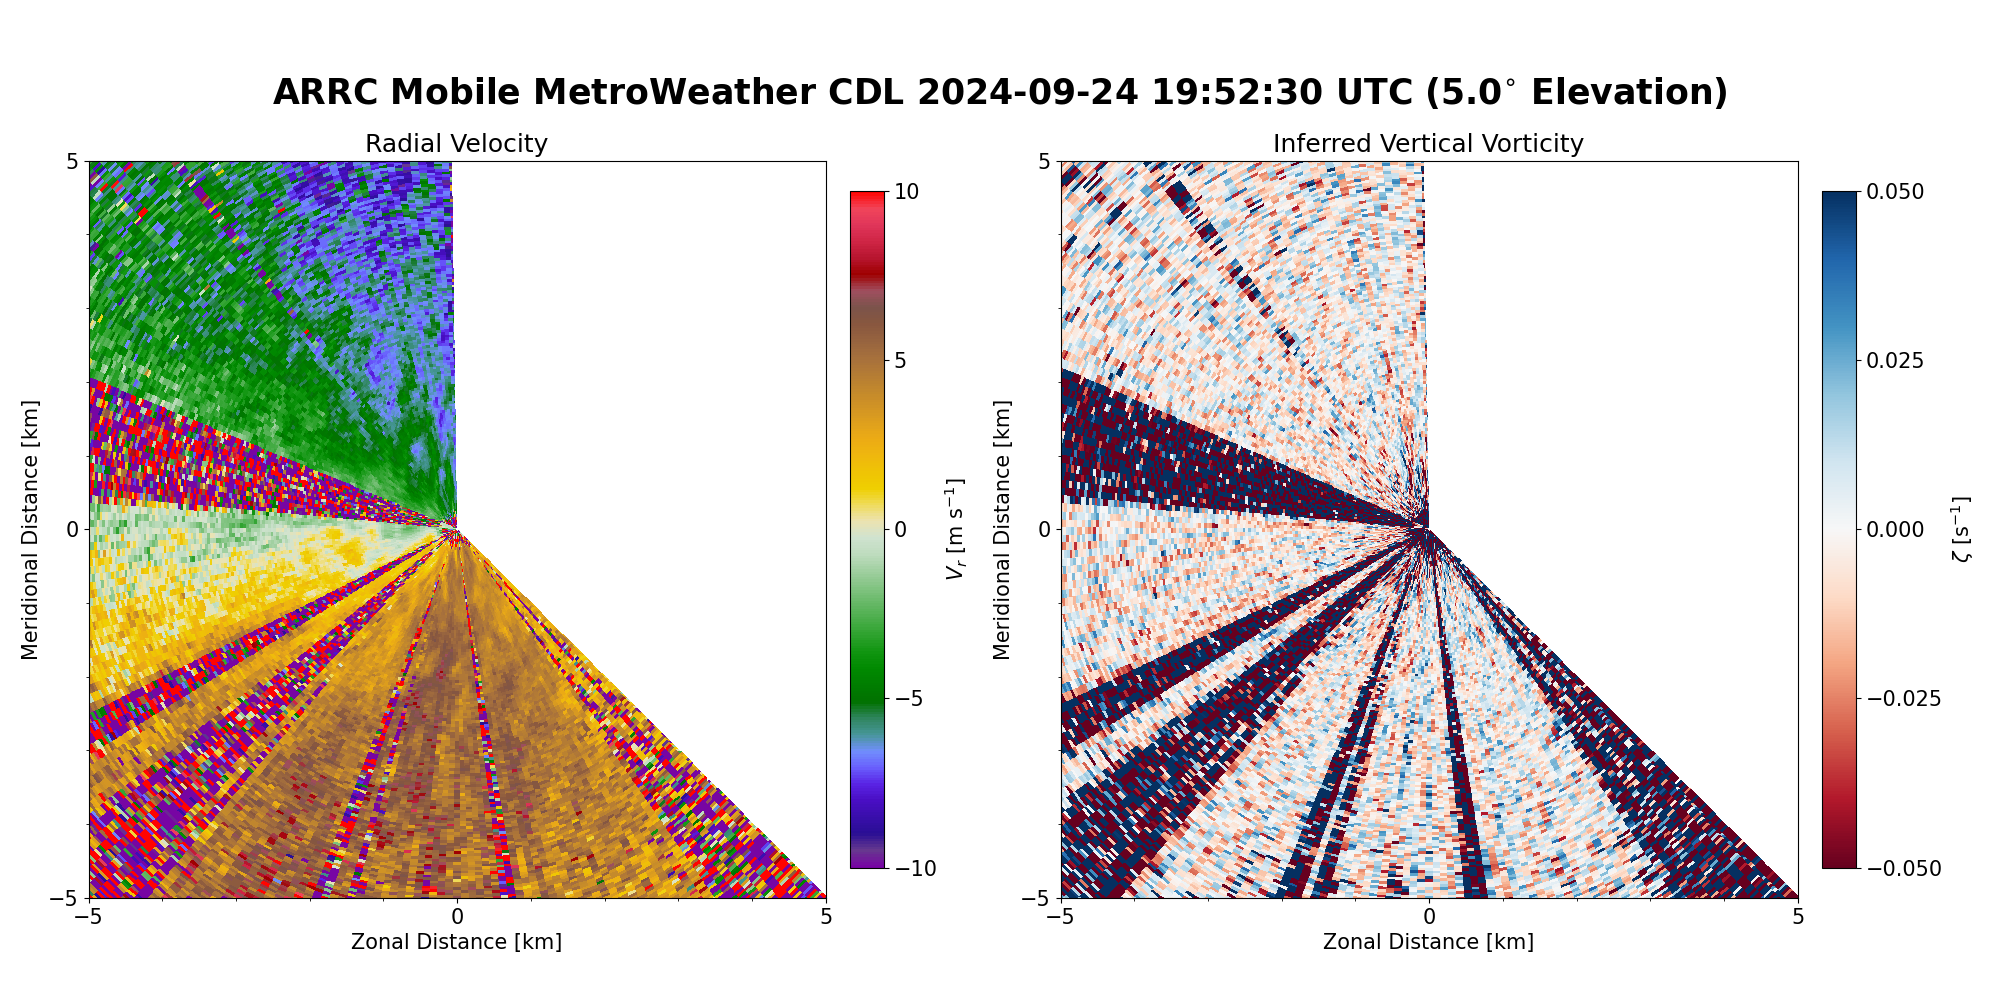 ARRC Mobile MetroWeather CDL 2024-09-24 19:52:30 UTC (5.0° Elevation)
Radial Velocity
5
0
−5
−5
0
5
Meridional Distance [km]
Zonal Distance [km]
10
5
0
−5
−10
V_r [m s⁻¹]
Inferred Vertical Vorticity
5
0
−5
−5
0
5
Meridional Distance [km]
Zonal Distance [km]
0.050
0.025
0.000
−0.025
−0.050
ζ [s⁻¹]